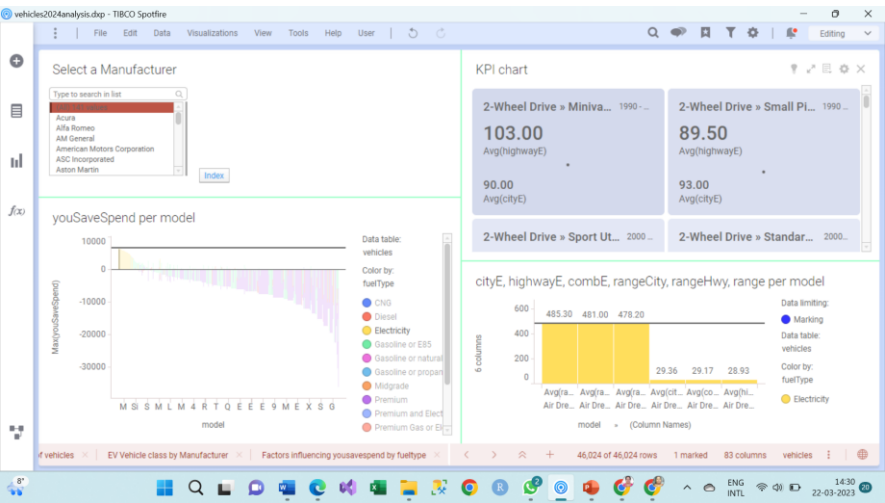 vehicles2024analysis.dxp - TIBCO Spotfire
File Edit Data Visualizations View Tools Help User
Editing
Select a Manufacturer
Type to search in list
Acura
Alfa Romeo
AM General
American Motors Corporation
ASC Incorporated
Aston Martin
Index
f(x)
KPI chart
2-Wheel Drive » Miniva... 1990 - ...
103.00
Avg(highwayE)
90.00
Avg(cityE)
2-Wheel Drive » Small Pi... 1990 ...
89.50
Avg(highwayE)
93.00
Avg(cityE)
2-Wheel Drive » Sport Ut... 2000 ...
2-Wheel Drive » Standar... 2000...
youSaveSpend per model
Max(youSaveSpend)
10000
0
-10000
-20000
-30000
M Si S M L M 4 R T Q E E E 9 M E X S G
model
Data table:
vehicles
Color by:
fuelType
CNG
Diesel
Electricity
Gasoline or E85
Gasoline or natural
Gasoline or propan
Midgrade
Premium
Premium and Elect
Premium Gas or El
cityE, highwayE, combE, rangeCity, rangeHwy, range per model
6 columns
600
400
200
0
485.30 481.00 478.20 29.36 29.17 28.93
Avg(ra... Avg(ra... Avg(ra... Avg(cit... Avg(co... Avg(hi...
Air Dre... Air Dre... Air Dre... Air Dre... Air Dre... Air Dre...
model » (Column Names)
Data limiting:
Marking
Data table:
vehicles
Color by:
fuelType
Electricity
of vehicles × EV Vehicle class by Manufacturer × Factors influencing yousavespend by fueltype ×
46,024 of 46,024 rows 1 marked 83 columns vehicles
8°
2
ENG
INTL
14:30
22-03-2023
20